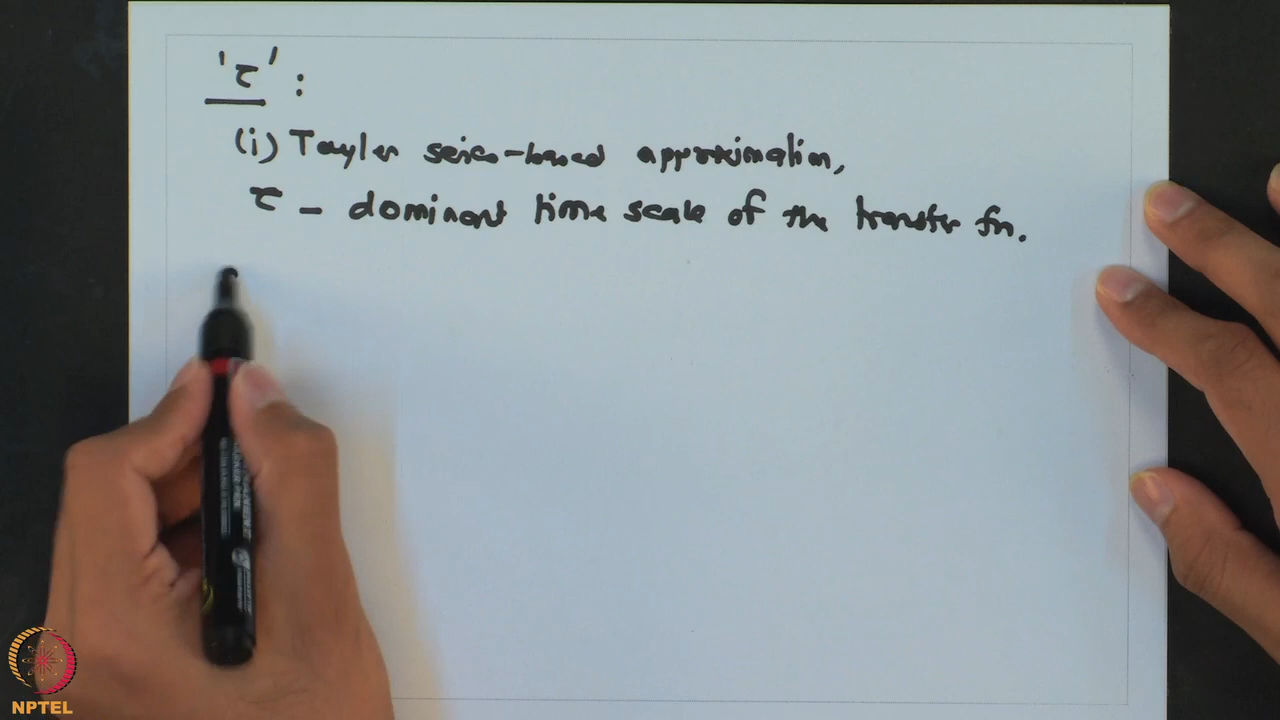 'τ' :
(i) Taylor series-based approximation,
τ - dominant time scale of the transfer fn.
NPTEL